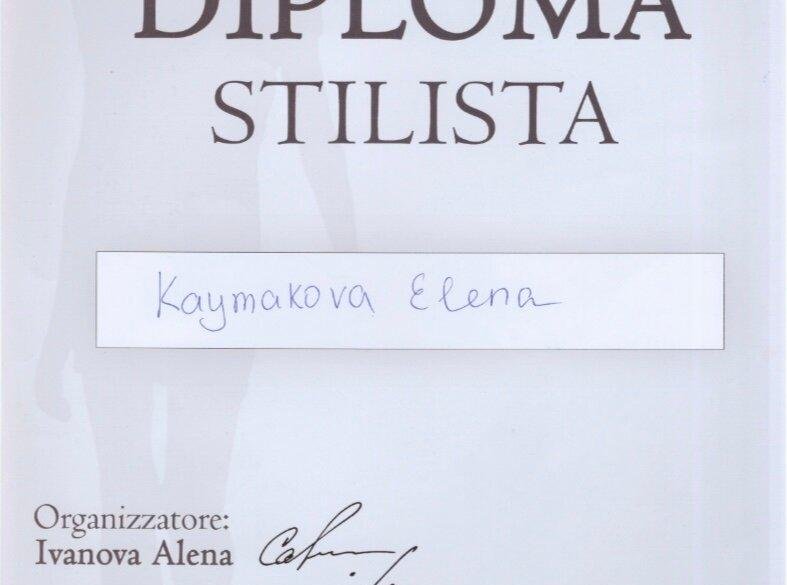 DIPLOMA
STILISTA
Kaymakova Elena
Organizzatore:
Ivanova Alena